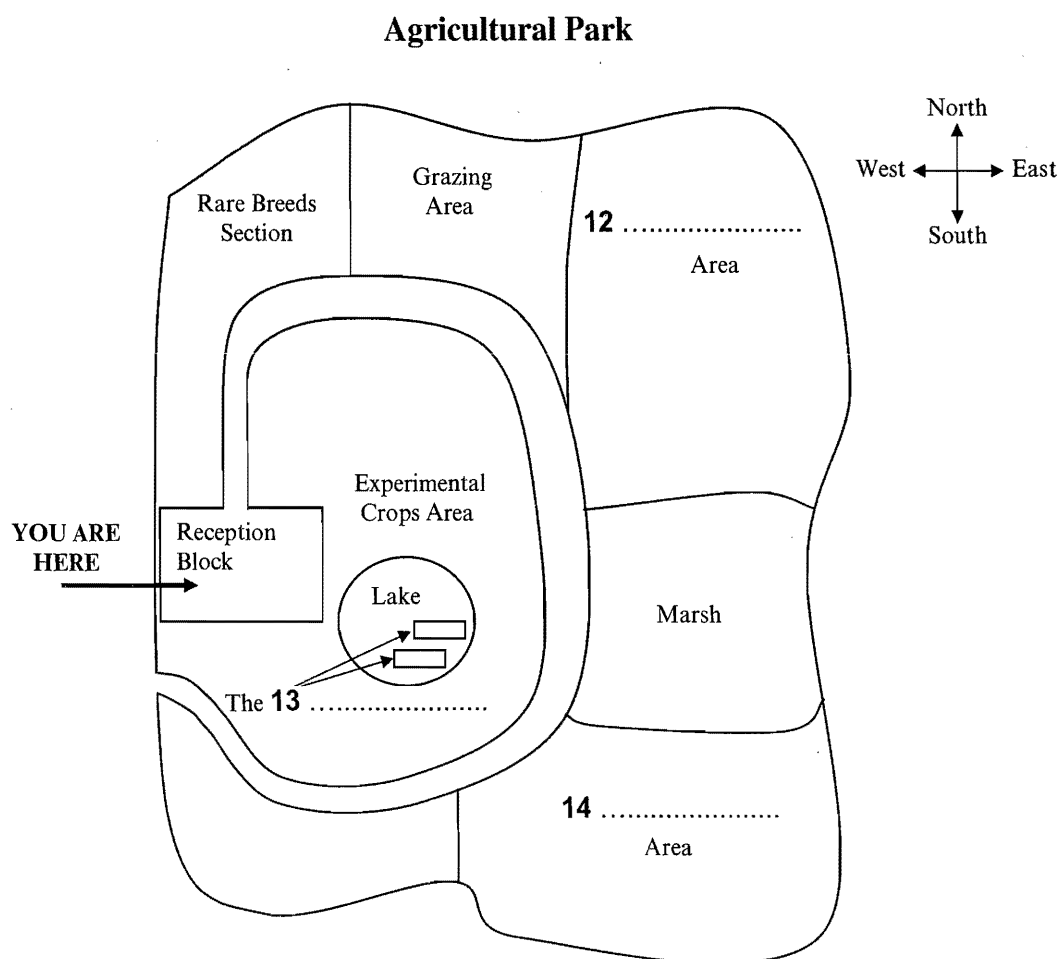 Agricultural Park
North
West
East
South
Rare Breeds
Section
Grazing
Area
12 ........................
Area
Experimental
Crops Area
YOU ARE
HERE
Reception
Block
Lake
Marsh
The 13 ........................
14 ........................
Area